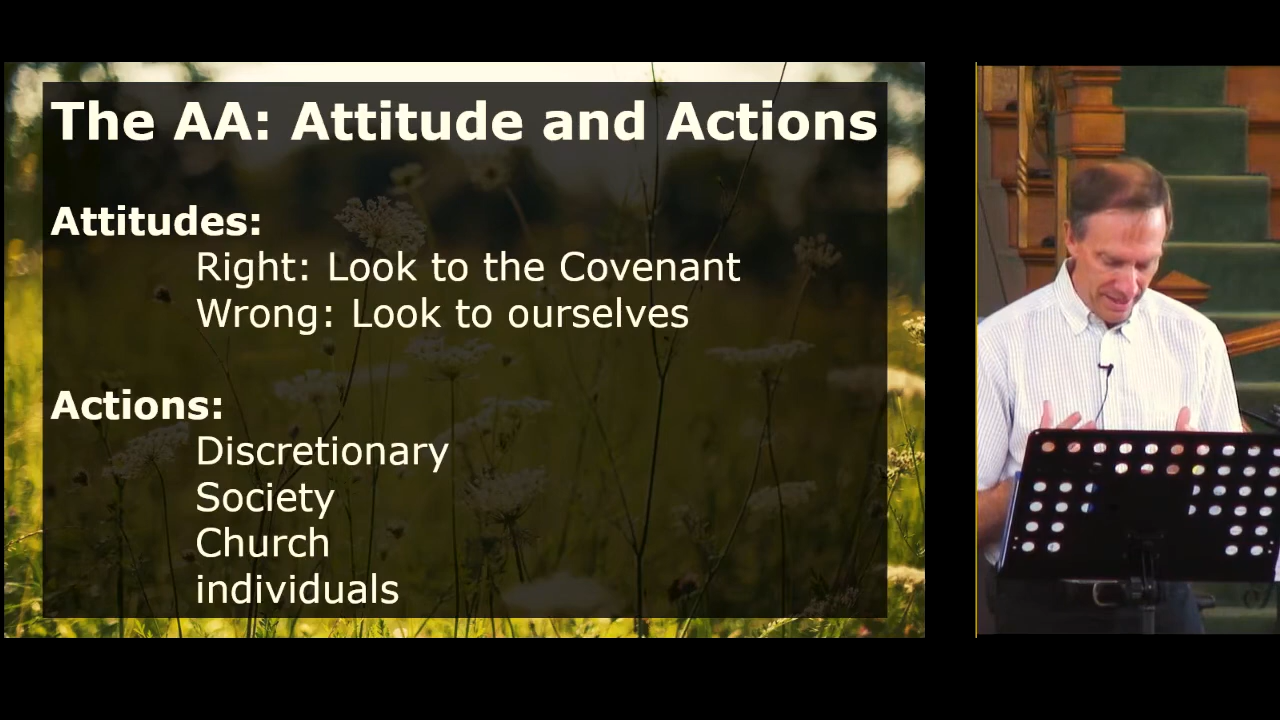 The AA: Attitude and Actions
Attitudes:
Right: Look to the Covenant
Wrong: Look to ourselves
Actions:
Discretionary
Society
Church
individuals